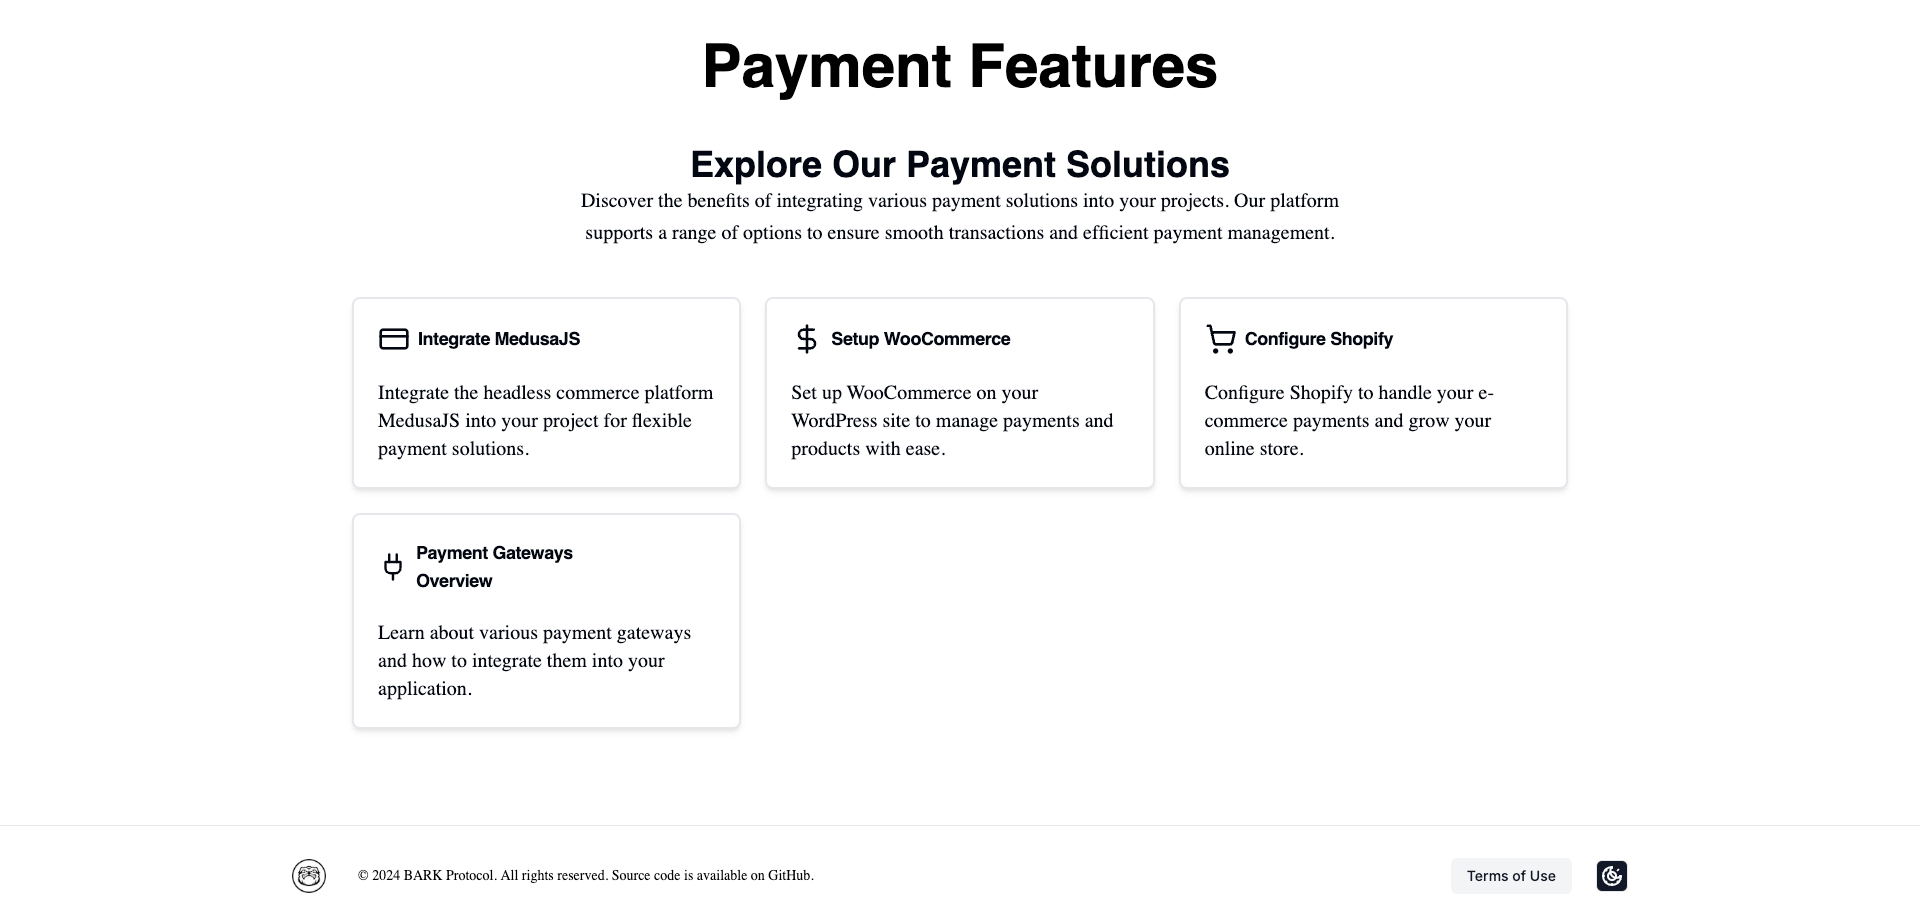 Payment Features
Explore Our Payment Solutions
Discover the benefits of integrating various payment solutions into your projects. Our platform
supports a range of options to ensure smooth transactions and efficient payment management.
Integrate MedusaJS
Integrate the headless commerce platform
MedusaJS into your project for flexible
payment solutions.
Setup WooCommerce
Set up WooCommerce on your
WordPress site to manage payments and
products with ease.
Configure Shopify
Configure Shopify to handle your e-
commerce payments and grow your
online store.
Payment Gateways
Overview
Learn about various payment gateways
and how to integrate them into your
application.
© 2024 BARK Protocol. All rights reserved. Source code is available on GitHub.
Terms of Use